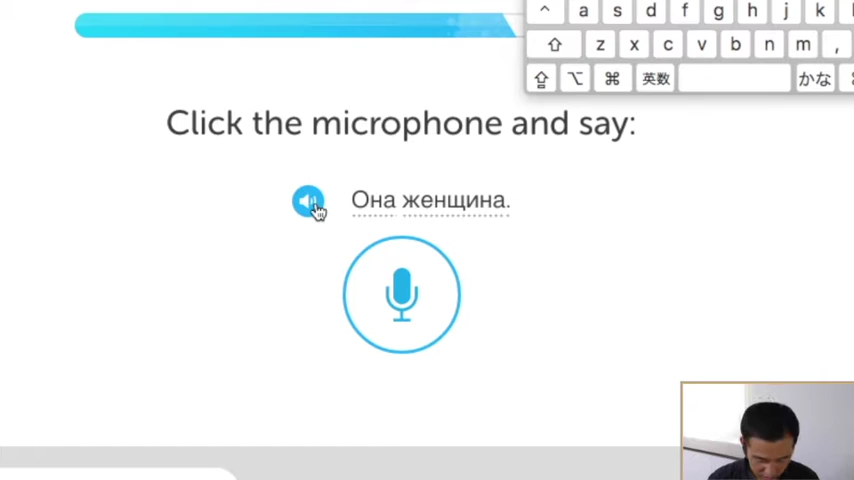 ^ a s d f g h j k
⇧ z x c v b n m ,
⇪ ⌥ ⌘ 英数 かな
Click the microphone and say:
Она женщина.